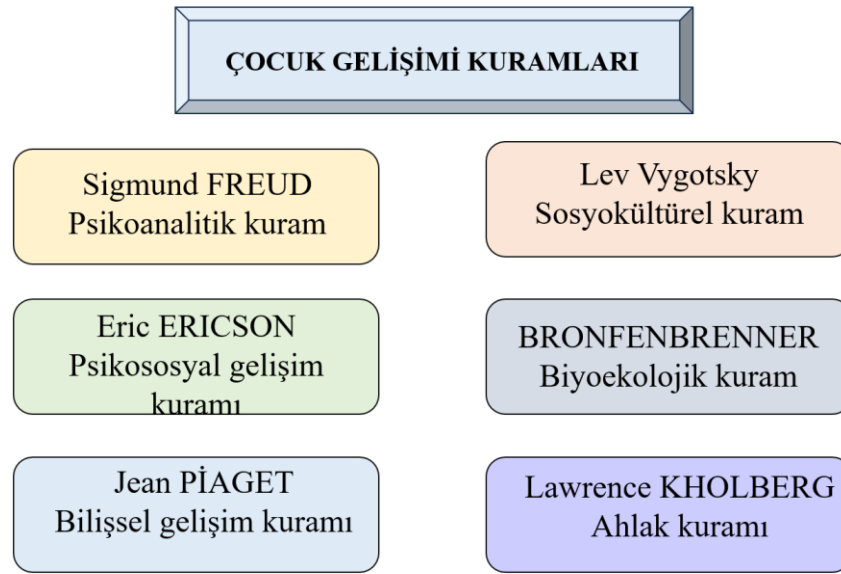 ÇOCUK GELİŞİMİ KURAMLARI
Sigmund FREUD
Psikoanalitik kuram
Lev Vygotsky
Sosyokültürel kuram
Eric ERICSON
Psikososyal gelişim
kuramı
BRONFENBRENNER
Biyoekolojik kuram
Jean PİAGET
Bilişsel gelişim kuramı
Lawrence KHOLBERG
Ahlak kuramı